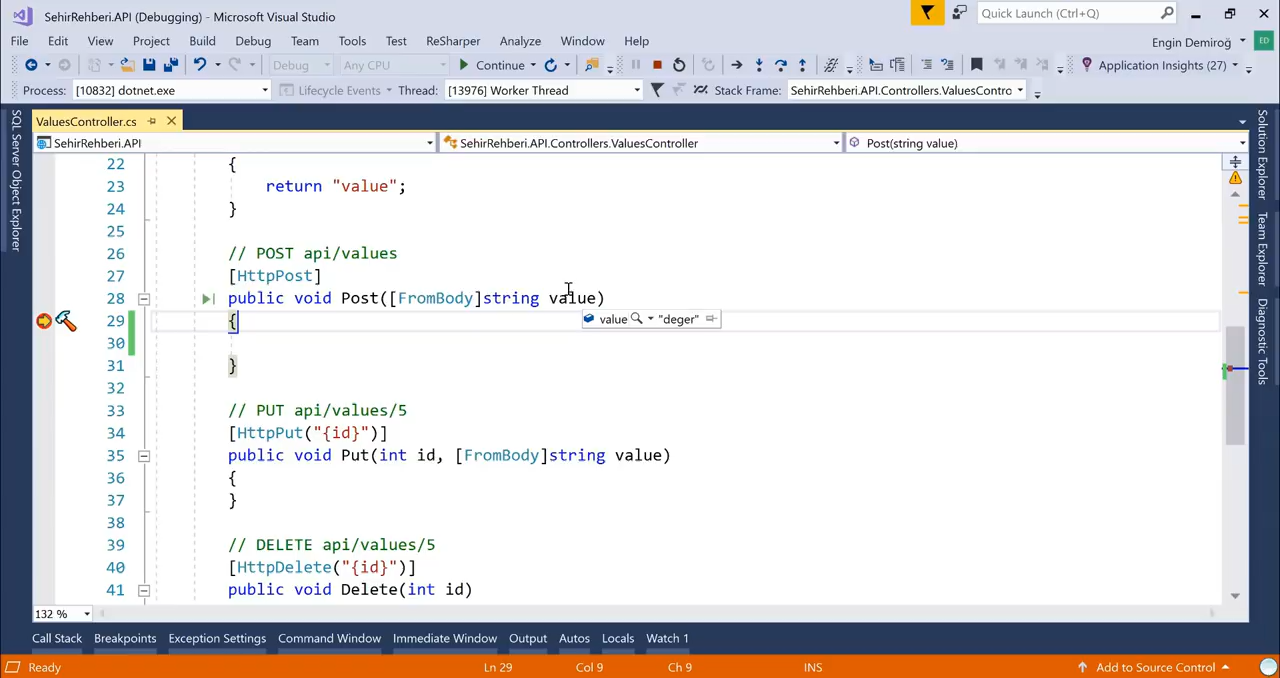 SehirRehberi.API (Debugging) - Microsoft Visual Studio
Quick Launch (Ctrl+Q)
File Edit View Project Build Debug Team Tools Test ReSharper Analyze Window Help
Engin Demiroğ
ED
Debug Any CPU Continue Application Insights (27)
Process: [10832] dotnet.exe Lifecycle Events Thread: [13976] Worker Thread Stack Frame: SehirRehberi.API.Controllers.ValuesContro
SQL Server Object Explorer
ValuesController.cs
SehirRehberi.API SehirRehberi.API.Controllers.ValuesController Post(string value)
22 {
23 return "value";
24 }
25
26 // POST api/values
27 [HttpPost]
28 public void Post([FromBody]string value)
29 {
value "deger"
30
31 }
32
33 // PUT api/values/5
34 [HttpPut("{id}")]
35 public void Put(int id, [FromBody]string value)
36 {
37 }
38
39 // DELETE api/values/5
40 [HttpDelete("{id}")]
41 public void Delete(int id)
132 %
Solution Explorer
Team Explorer
Diagnostic Tools
Call Stack Breakpoints Exception Settings Command Window Immediate Window Output Autos Locals Watch 1
Ready Ln 29 Col 9 Ch 9 INS Add to Source Control